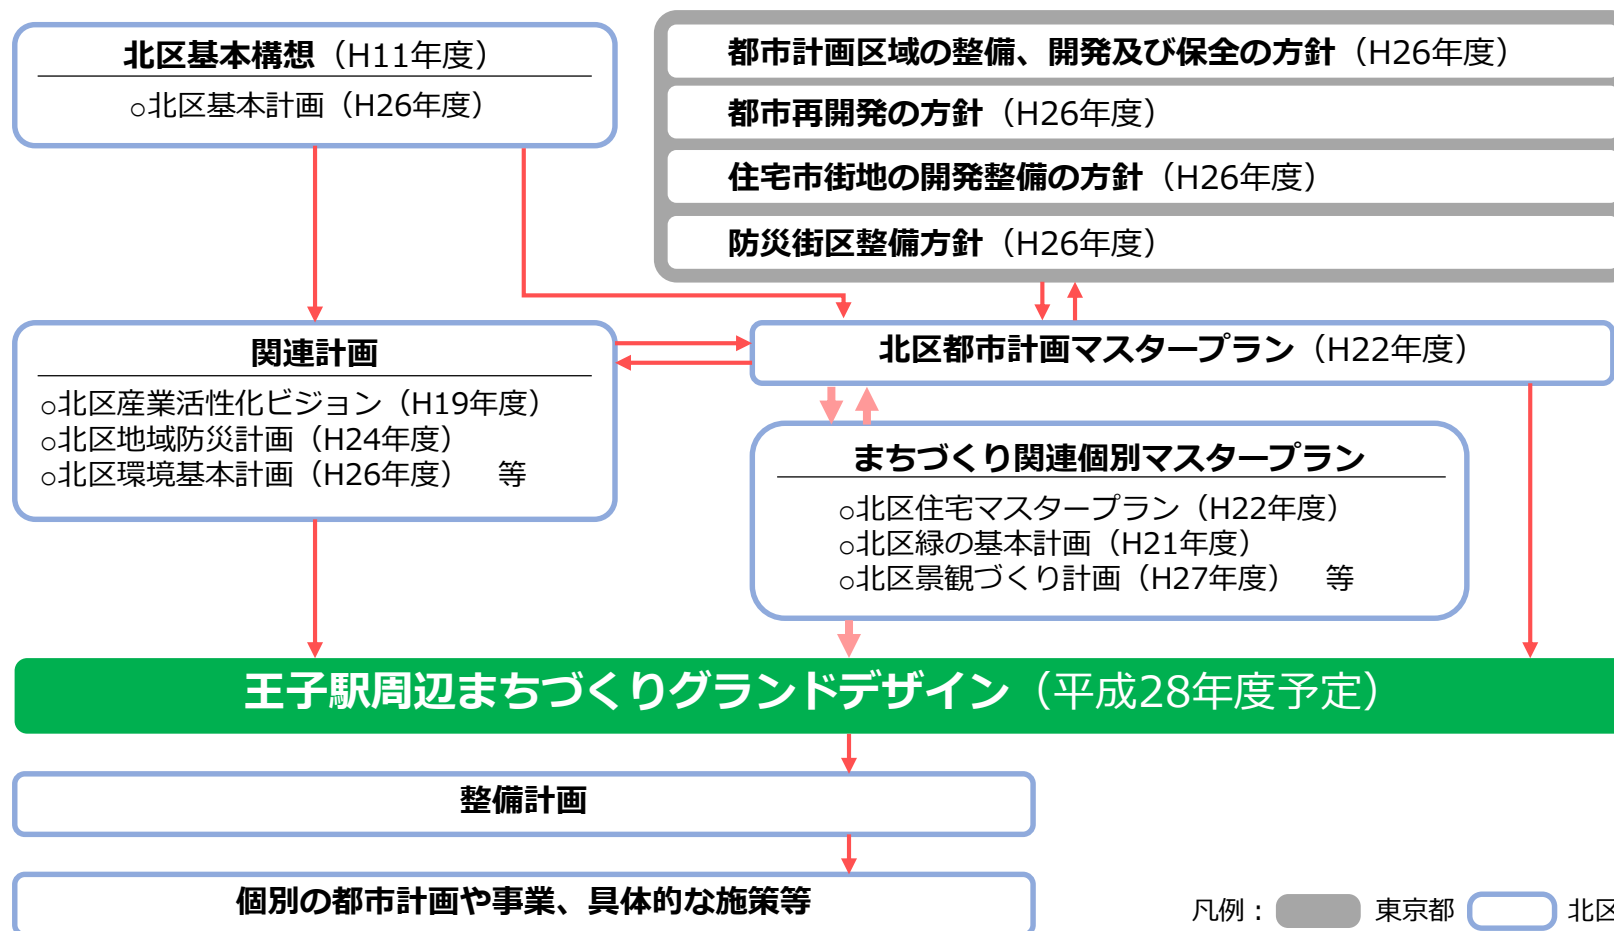 北区基本構想（H11年度）
○北区基本計画（H26年度）
都市計画区域の整備、開発及び保全の方針（H26年度）
都市再開発の方針（H26年度）
住宅市街地の開発整備の方針（H26年度）
防災街区整備方針（H26年度）
関連計画
○北区産業活性化ビジョン（H19年度）
○北区地域防災計画（H24年度）
○北区環境基本計画（H26年度）　等
北区都市計画マスタープラン（H22年度）
まちづくり関連個別マスタープラン
○北区住宅マスタープラン（H22年度）
○北区緑の基本計画（H21年度）
○北区景観づくり計画（H27年度）　等
王子駅周辺まちづくりグランドデザイン（平成28年度予定）
整備計画
個別の都市計画や事業、具体的な施策等
凡例： 東京都 北区